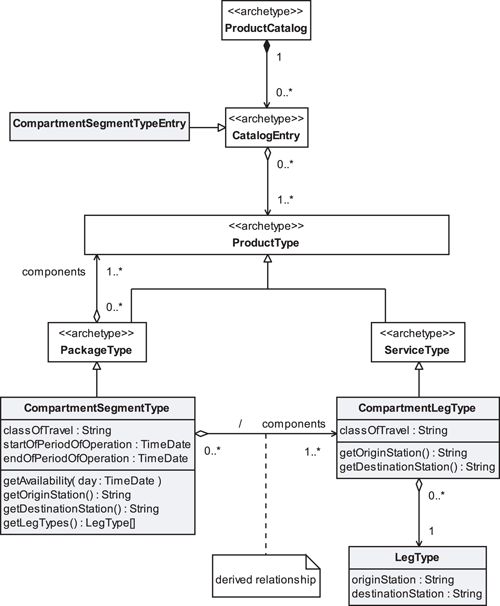 <<archetype>>
ProductCatalog
1
0..*
CompartmentSegmentTypeEntry
<<archetype>>
CatalogEntry
0..*
1..*
<<archetype>>
ProductType
components
1..*
0..*
<<archetype>>
PackageType
<<archetype>>
ServiceType
CompartmentSegmentType
classOfTravel : String
startOfPeriodOfOperation : TimeDate
endOfPeriodOfOperation : TimeDate
getAvailability( day : TimeDate )
getOriginStation() : String
getDestinationStation() : String
getLegTypes() : LegType[]
/ components
0..*
1..*
CompartmentLegType
classOfTravel : String
getOriginStation() : String
getDestinationStation() : String
0..*
1
derived relationship
LegType
originStation : String
destinationStation : String